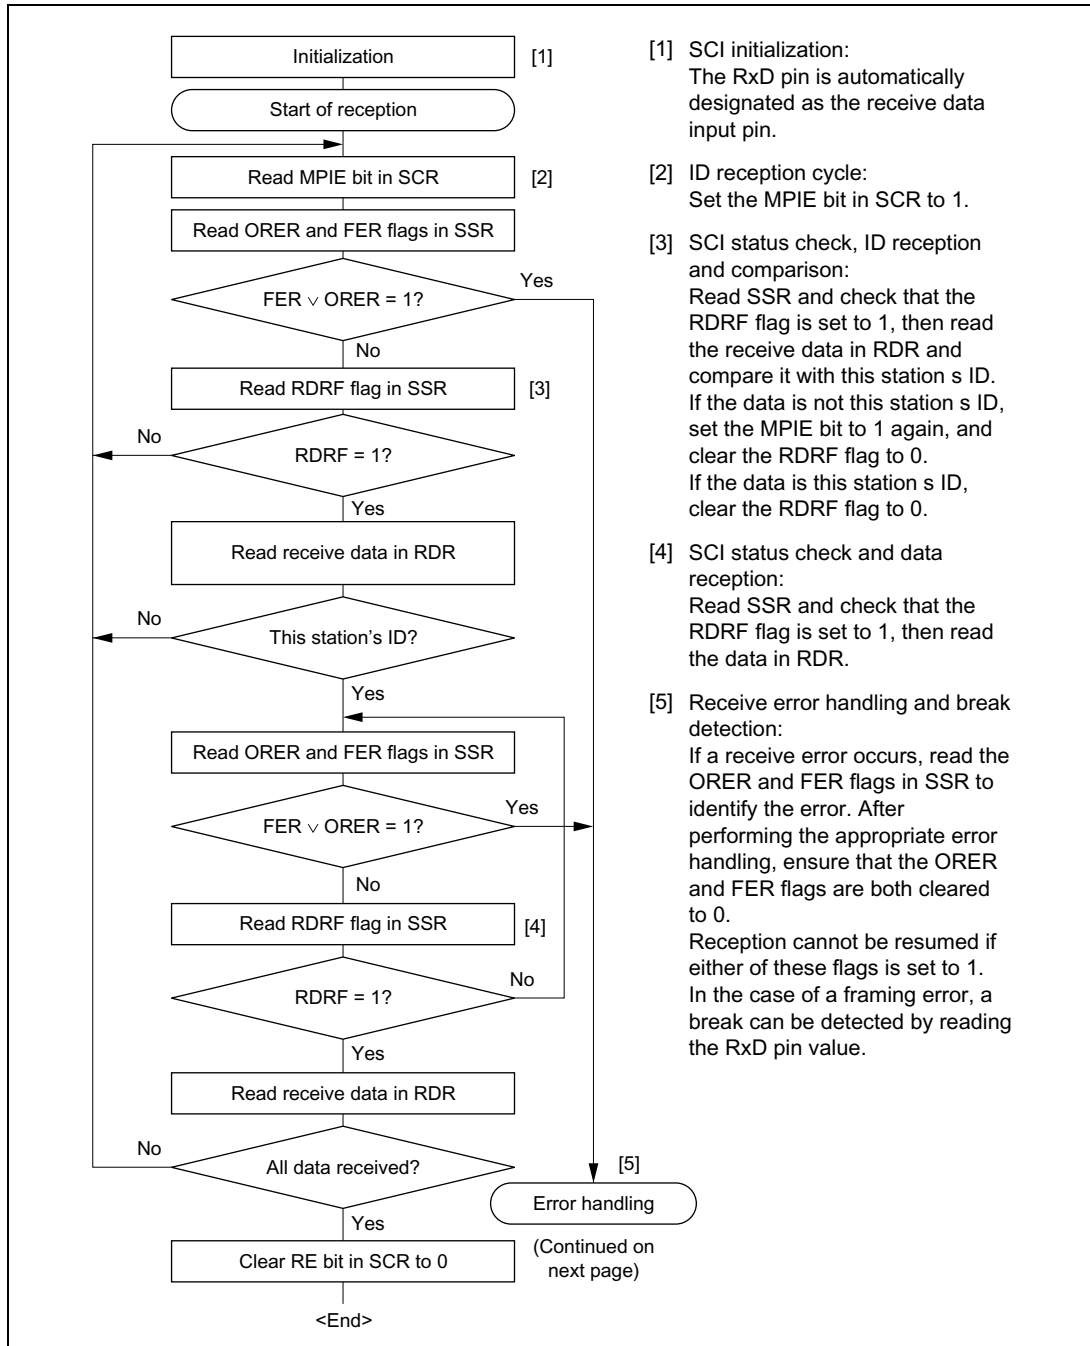 Initialization
[1]
Start of reception
Read MPIE bit in SCR
[2]
Read ORER and FER flags in SSR
FER ∨ ORER = 1?
Yes
No
Read RDRF flag in SSR
[3]
No
RDRF = 1?
Yes
Read receive data in RDR
No
This station's ID?
Yes
Read ORER and FER flags in SSR
Yes
FER ∨ ORER = 1?
No
Read RDRF flag in SSR
[4]
No
RDRF = 1?
Yes
Read receive data in RDR
No
All data received?
[5]
Error handling
Yes
(Continued on
next page)
Clear RE bit in SCR to 0
<End>
[1] SCI initialization:
The RxD pin is automatically
designated as the receive data
input pin.
[2] ID reception cycle:
Set the MPIE bit in SCR to 1.
[3] SCI status check, ID reception
and comparison:
Read SSR and check that the
RDRF flag is set to 1, then read
the receive data in RDR and
compare it with this station s ID.
If the data is not this station s ID,
set the MPIE bit to 1 again, and
clear the RDRF flag to 0.
If the data is this station s ID,
clear the RDRF flag to 0.
[4] SCI status check and data
reception:
Read SSR and check that the
RDRF flag is set to 1, then read
the data in RDR.
[5] Receive error handling and break
detection:
If a receive error occurs, read the
ORER and FER flags in SSR to
identify the error. After
performing the appropriate error
handling, ensure that the ORER
and FER flags are both cleared
to 0.
Reception cannot be resumed if
either of these flags is set to 1.
In the case of a framing error, a
break can be detected by reading
the RxD pin value.